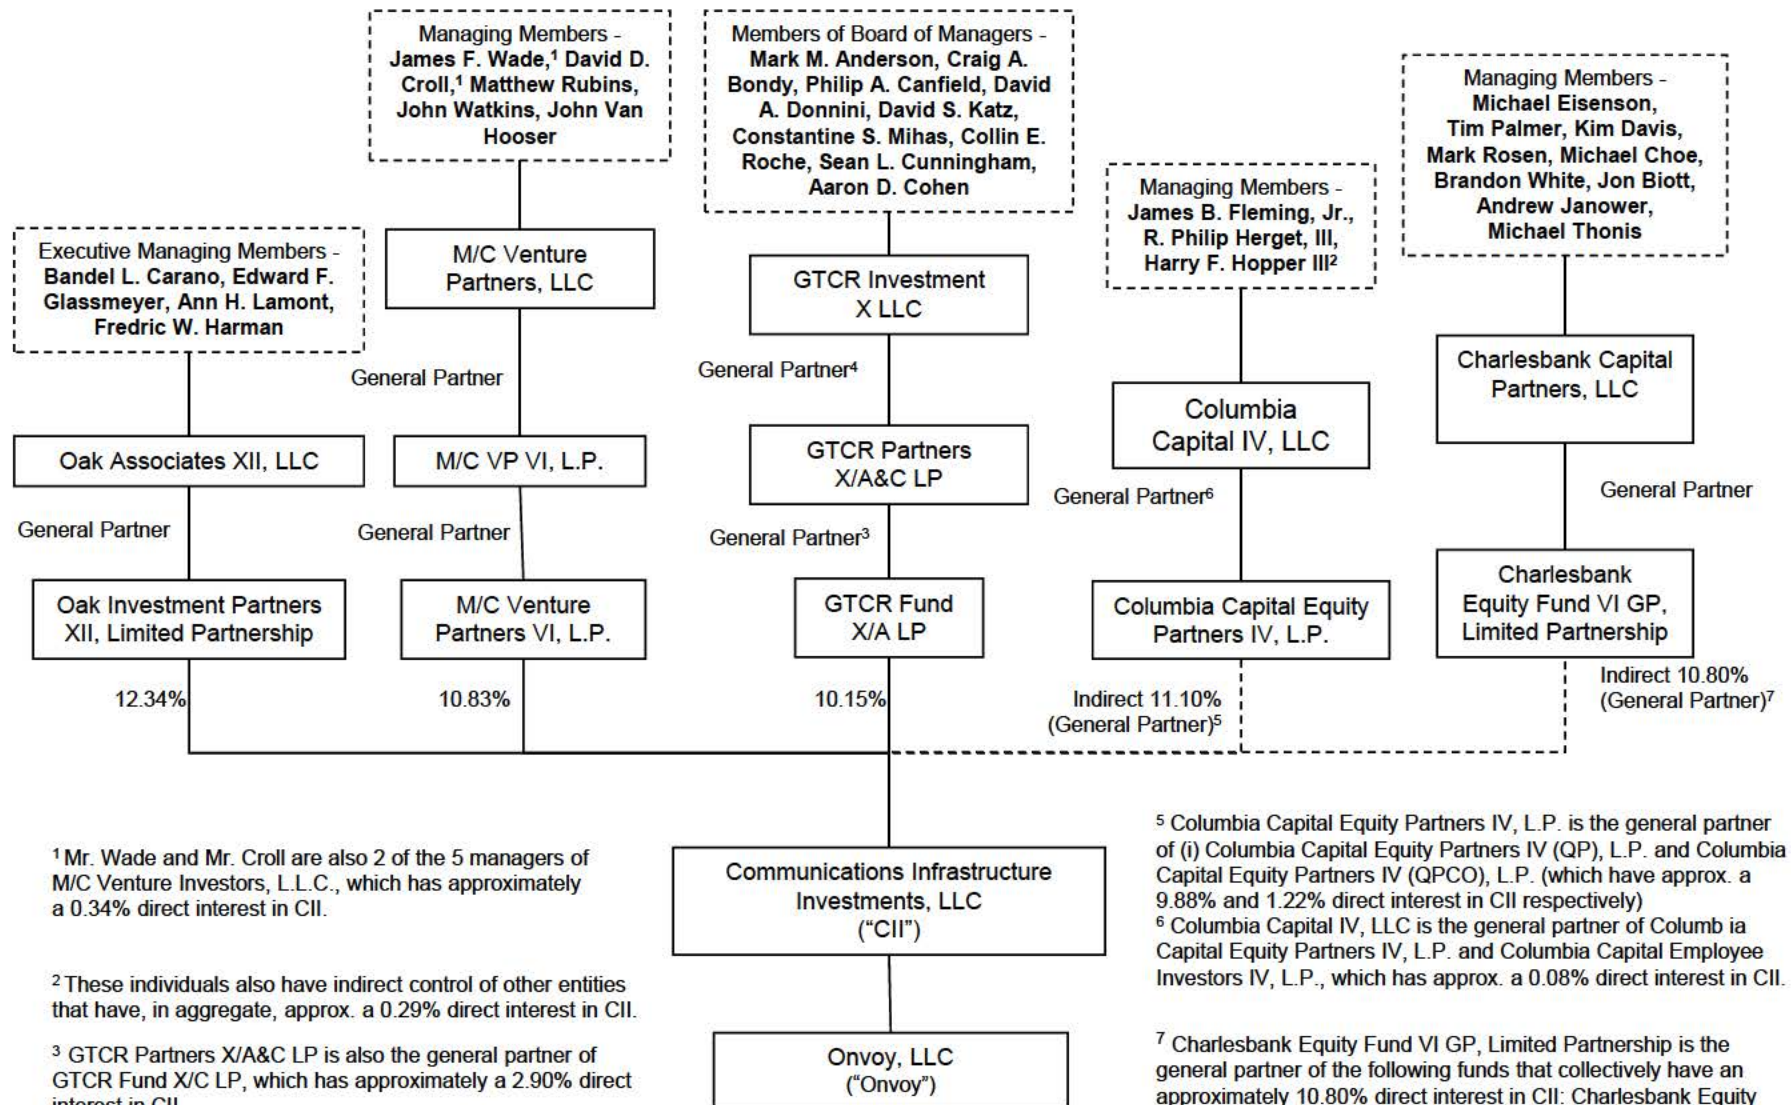 Managing Members -
James F. Wade,¹ David D.
Croll,¹ Matthew Rubins,
John Watkins, John Van
Hooser
Members of Board of Managers -
Mark M. Anderson, Craig A.
Bondy, Philip A. Canfield, David
A. Donnini, David S. Katz,
Constantine S. Mihas, Collin E.
Roche, Sean L. Cunningham,
Aaron D. Cohen
Managing Members -
Michael Eisenson,
Tim Palmer, Kim Davis,
Mark Rosen, Michael Choe,
Brandon White, Jon Biott,
Andrew Janower,
Michael Thonis
Managing Members -
James B. Fleming, Jr.,
R. Philip Herget, III,
Harry F. Hopper III²
Executive Managing Members -
Bandel L. Carano, Edward F.
Glassmeyer, Ann H. Lamont,
Fredric W. Harman
M/C Venture
Partners, LLC
GTCR Investment
X LLC
Charlesbank Capital
Partners, LLC
General Partner
General Partner⁴
Columbia
Capital IV, LLC
Oak Associates XII, LLC
M/C VP VI, L.P.
GTCR Partners
X/A&C LP
General Partner⁶
General Partner
General Partner
General Partner
General Partner³
Oak Investment Partners
XII, Limited Partnership
M/C Venture
Partners VI, L.P.
GTCR Fund
X/A LP
Columbia Capital Equity
Partners IV, L.P.
Charlesbank
Equity Fund VI GP,
Limited Partnership
12.34%
10.83%
10.15%
Indirect 11.10%
(General Partner)⁵
Indirect 10.80%
(General Partner)⁷
Communications Infrastructure
Investments, LLC
("CII")
Onvoy, LLC
("Onvoy")
¹ Mr. Wade and Mr. Croll are also 2 of the 5 managers of
M/C Venture Investors, L.L.C., which has approximately
a 0.34% direct interest in CII.
² These individuals also have indirect control of other entities
that have, in aggregate, approx. a 0.29% direct interest in CII.
³ GTCR Partners X/A&C LP is also the general partner of
GTCR Fund X/C LP, which has approximately a 2.90% direct
interest in CII
⁵ Columbia Capital Equity Partners IV, L.P. is the general partner
of (i) Columbia Capital Equity Partners IV (QP), L.P. and Columbia
Capital Equity Partners IV (QPCO), L.P. (which have approx. a
9.88% and 1.22% direct interest in CII respectively)
⁶ Columbia Capital IV, LLC is the general partner of Columb ia
Capital Equity Partners IV, L.P. and Columbia Capital Employee
Investors IV, L.P., which has approx. a 0.08% direct interest in CII.
⁷ Charlesbank Equity Fund VI GP, Limited Partnership is the
general partner of the following funds that collectively have an
approximately 10.80% direct interest in CII: Charlesbank Equity